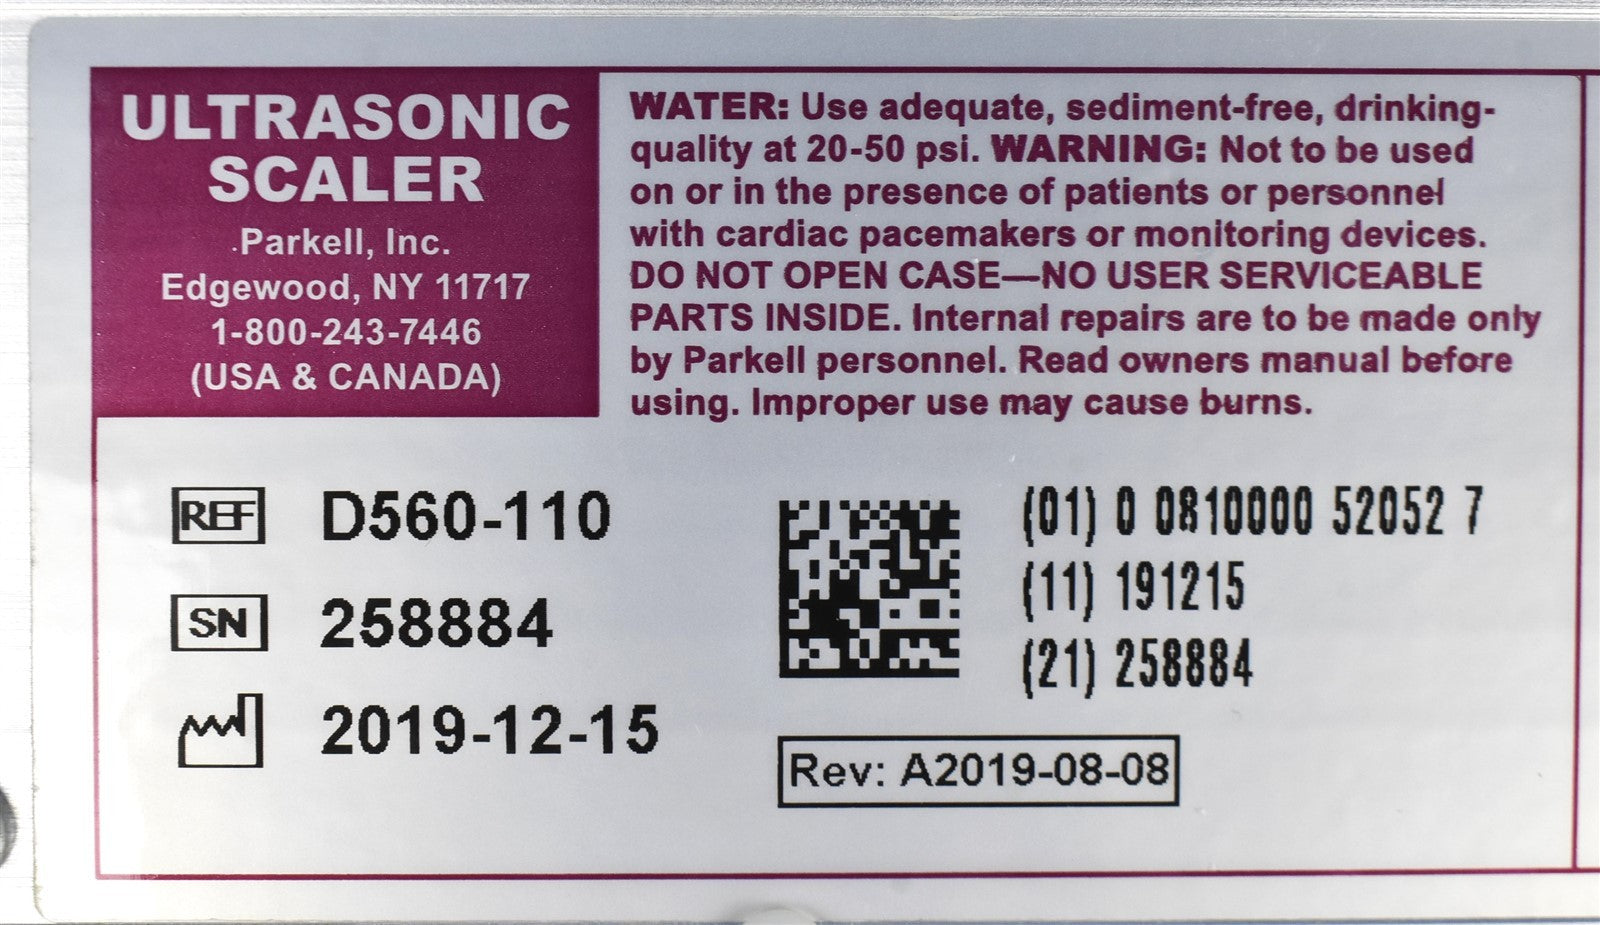 ULTRASONIC
SCALER
Parkell, Inc.
Edgewood, NY 11717
1-800-243-7446
(USA & CANADA)
WATER: Use adequate, sediment-free, drinking-
quality at 20-50 psi. WARNING: Not to be used
on or in the presence of patients or personnel
with cardiac pacemakers or monitoring devices.
DO NOT OPEN CASE—NO USER SERVICEABLE
PARTS INSIDE. Internal repairs are to be made only
by Parkell personnel. Read owners manual before
using. Improper use may cause burns.
REF D560-110
SN 258884
2019-12-15
(01) 0 0810000 52052 7
(11) 191215
(21) 258884
Rev: A2019-08-08